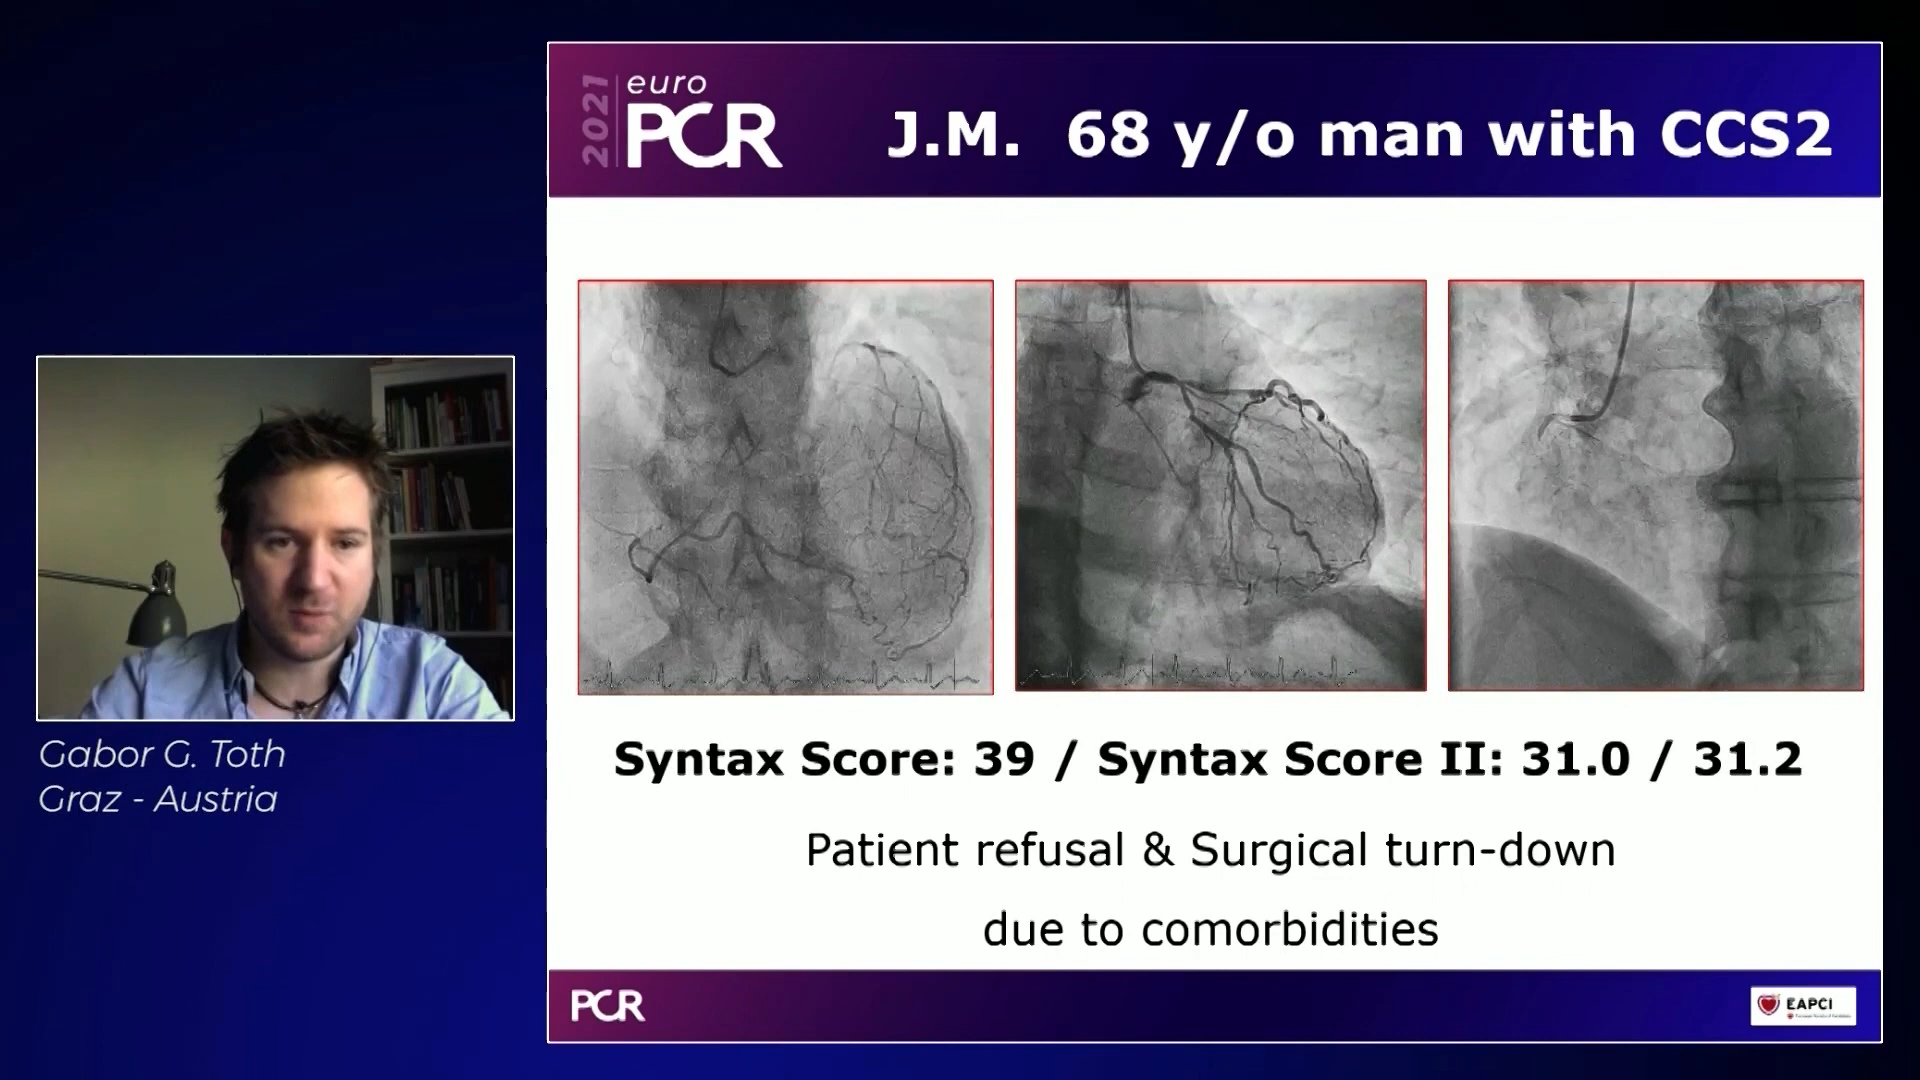 2021
euro
PCR
J.M. 68 y/o man with CCS2
Syntax Score: 39 / Syntax Score II: 31.0 / 31.2
Patient refusal & Surgical turn-down
due to comorbidities
Gabor G. Toth
Graz - Austria
PCR
EAPCI